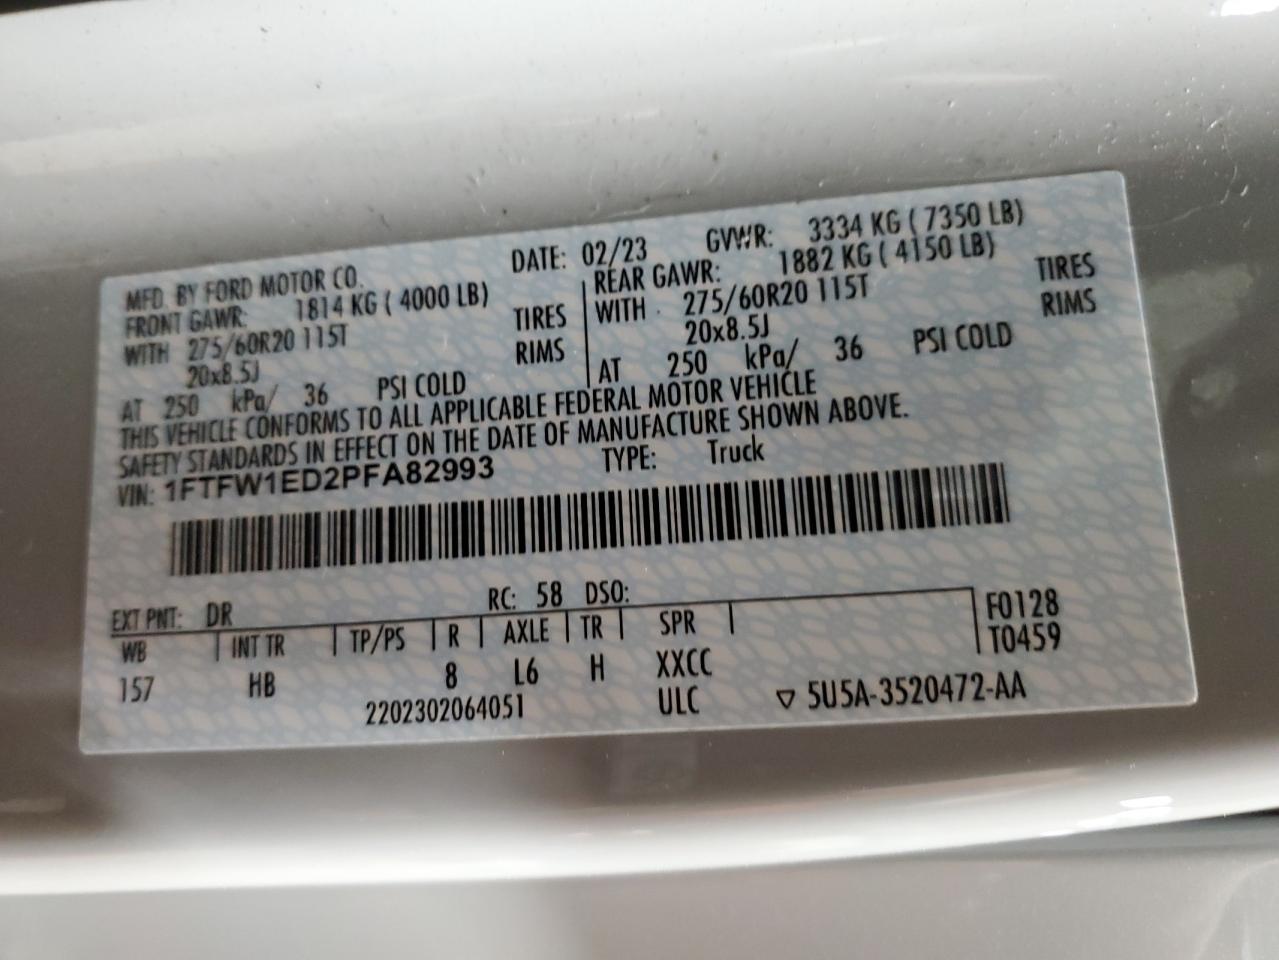 MFD. BY FORD MOTOR CO. DATE: 02/23 GVWR: 3334 KG ( 7350 LB)
FRONT GAWR: 1814 KG ( 4000 LB) REAR GAWR: 1882 KG ( 4150 LB)
WITH 275/60R20 115T TIRES WITH 275/60R20 115T TIRES
20x8.5J RIMS 20x8.5J RIMS
AT 250 kPa/ 36 PSI COLD AT 250 kPa/ 36 PSI COLD
THIS VEHICLE CONFORMS TO ALL APPLICABLE FEDERAL MOTOR VEHICLE
SAFETY STANDARDS IN EFFECT ON THE DATE OF MANUFACTURE SHOWN ABOVE.
VIN: 1FTFW1ED2PFA82993 TYPE: Truck
EXT PNT: DR RC: 58 DSO:
WB INT TR TP/PS R AXLE TR SPR F0128
157 HB 8 L6 H XXCC T0459
2202302064051 ULC ▽ 5U5A-3520472-AA